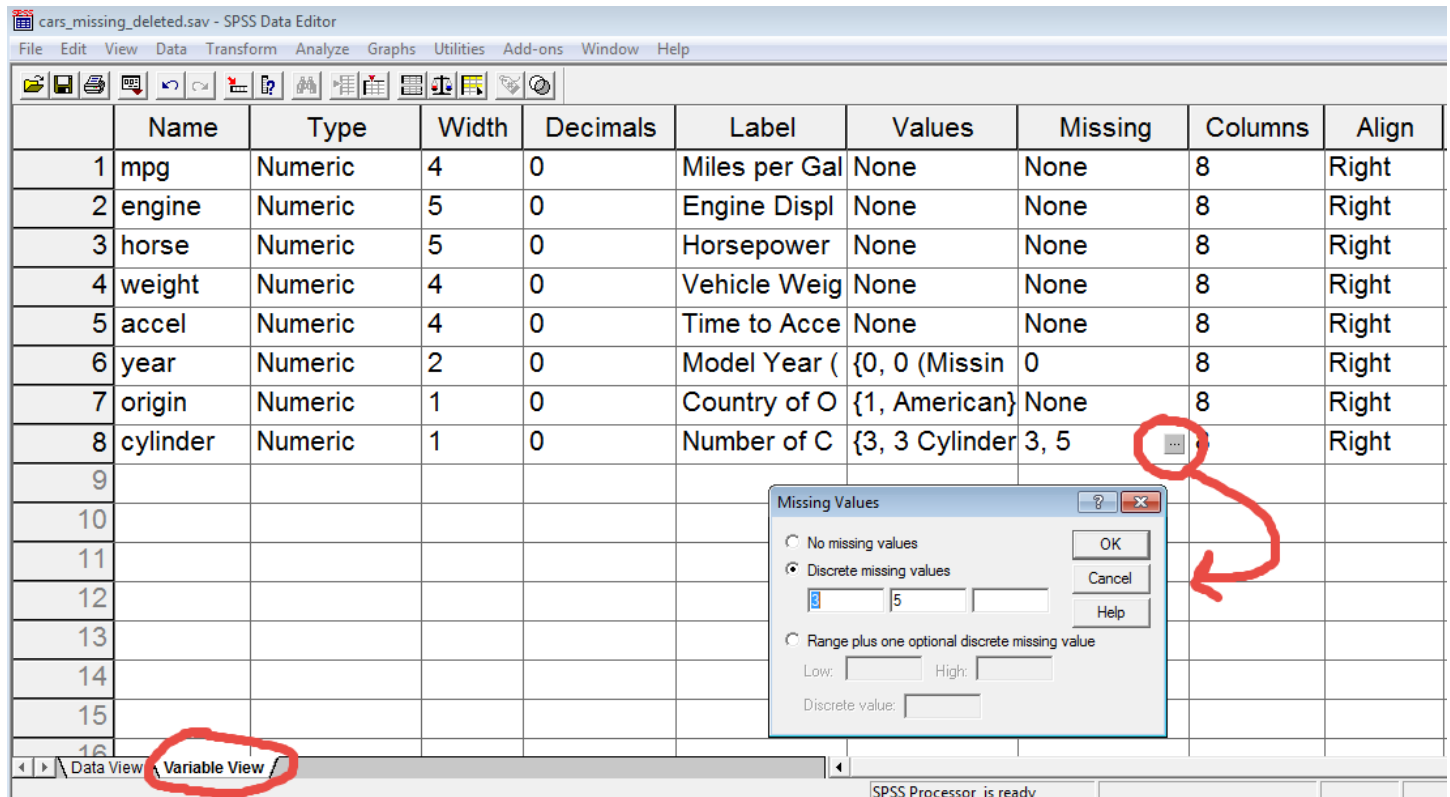 cars_missing_deleted.sav - SPSS Data Editor
File Edit View Data Transform Analyze Graphs Utilities Add-ons Window Help
Name Type Width Decimals Label Values Missing Columns Align
1 mpg Numeric 4 0 Miles per Gal None None 8 Right
2 engine Numeric 5 0 Engine Displ None None 8 Right
3 horse Numeric 5 0 Horsepower None None 8 Right
4 weight Numeric 4 0 Vehicle Weig None None 8 Right
5 accel Numeric 4 0 Time to Acce None None 8 Right
6 year Numeric 2 0 Model Year ( {0, 0 (Missin 0 8 Right
7 origin Numeric 1 0 Country of O {1, American} None 8 Right
8 cylinder Numeric 1 0 Number of C {3, 3 Cylinder 3, 5 ... 8 Right
9
10
11
12
13
14
15
16
Missing Values
No missing values OK
Discrete missing values Cancel
3 5 Help
Range plus one optional discrete missing value
Low: High:
Discrete value:
Data View Variable View
SPSS Processor is ready